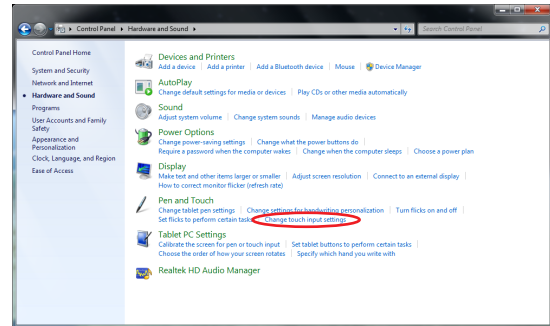 Control Panel ▸ Hardware and Sound ▸
Search Control Panel
Control Panel Home
System and Security
Network and Internet
Hardware and Sound
Programs
User Accounts and Family
Safety
Appearance and
Personalization
Clock, Language, and Region
Ease of Access
Devices and Printers
Add a device | Add a printer | Add a Bluetooth device | Mouse | Device Manager
AutoPlay
Change default settings for media or devices | Play CDs or other media automatically
Sound
Adjust system volume | Change system sounds | Manage audio devices
Power Options
Change power-saving settings | Change what the power buttons do |
Require a password when the computer wakes | Change when the computer sleeps | Choose a power plan
Display
Make text and other items larger or smaller | Adjust screen resolution | Connect to an external display |
How to correct monitor flicker (refresh rate)
Pen and Touch
Change tablet pen settings | Change settings for handwriting personalization | Turn flicks on and off |
Set flicks to perform certain tasks | Change touch input settings
Tablet PC Settings
Calibrate the screen for pen or touch input | Set tablet buttons to perform certain tasks |
Choose the order of how your screen rotates | Specify which hand you write with
Realtek HD Audio Manager